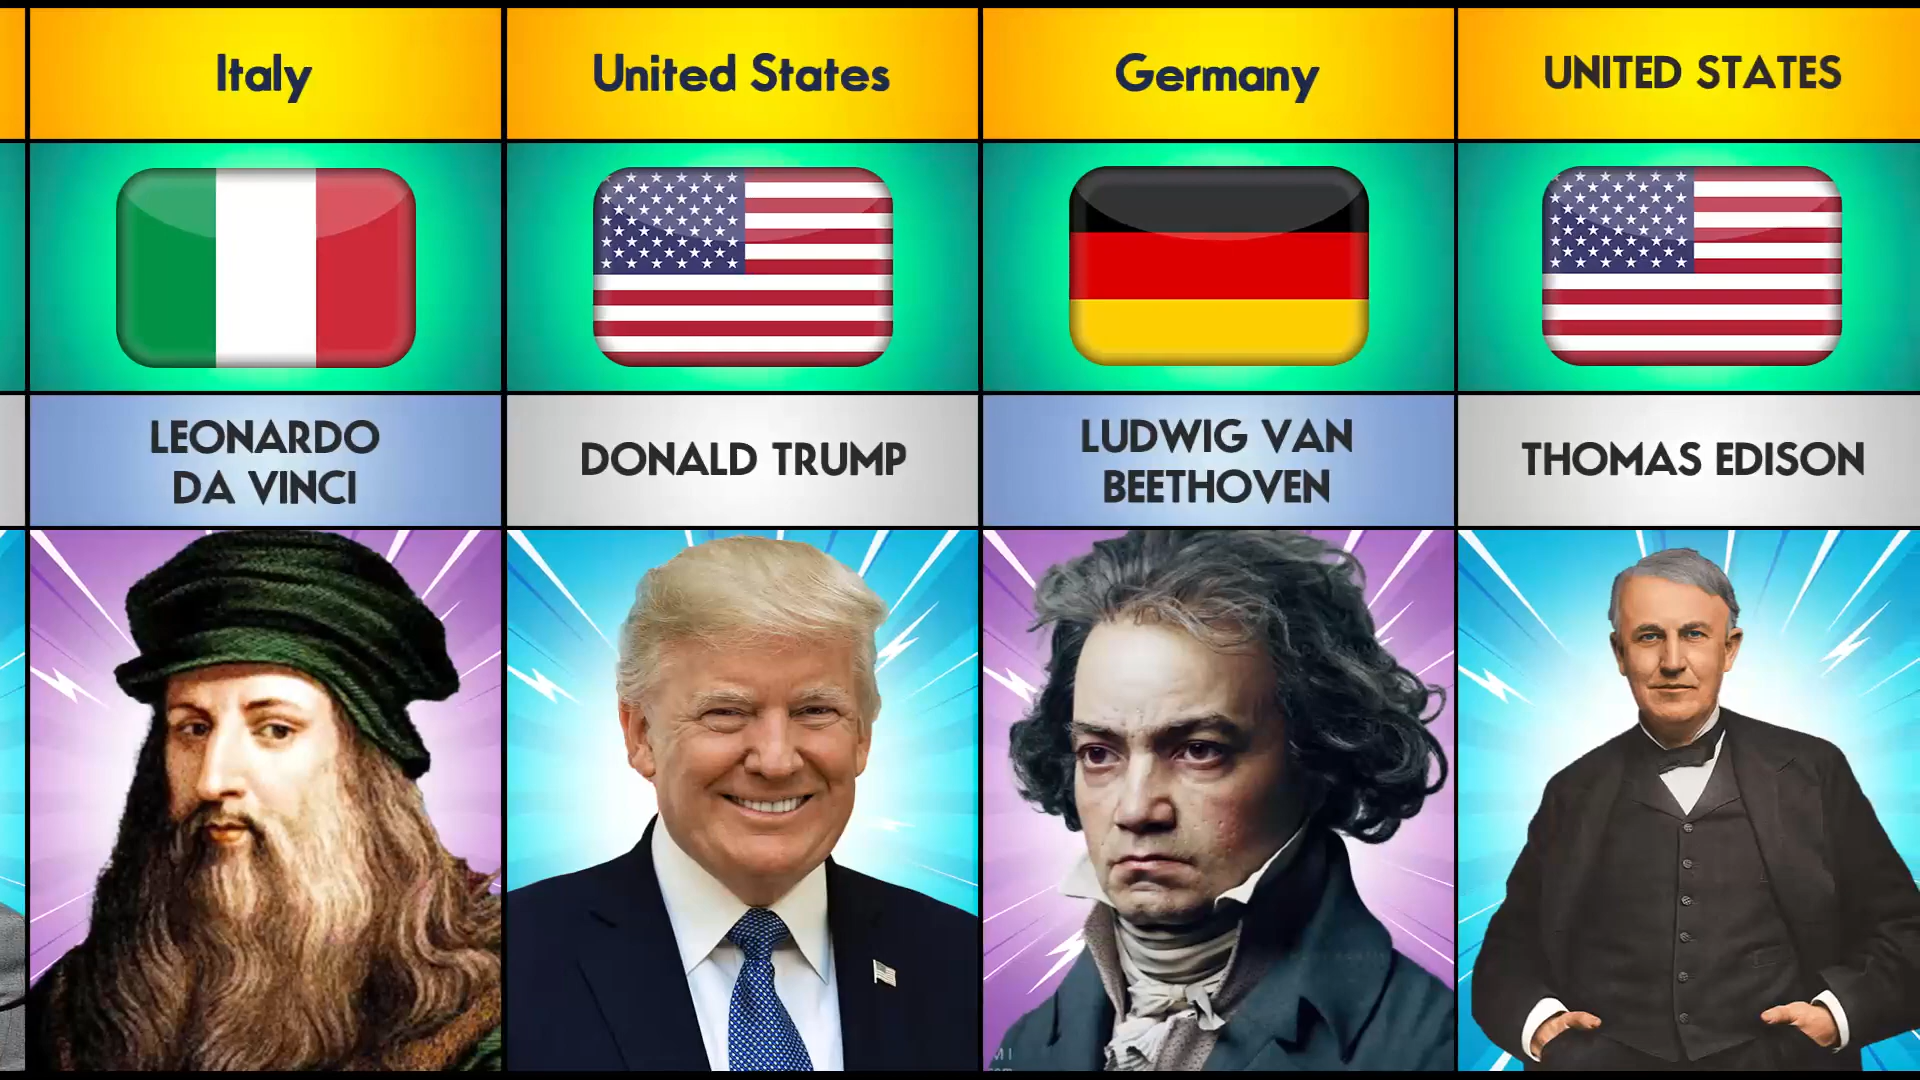 Italy
United States
Germany
UNITED STATES
LEONARDO
DA VINCI
DONALD TRUMP
LUDWIG VAN
BEETHOVEN
THOMAS EDISON